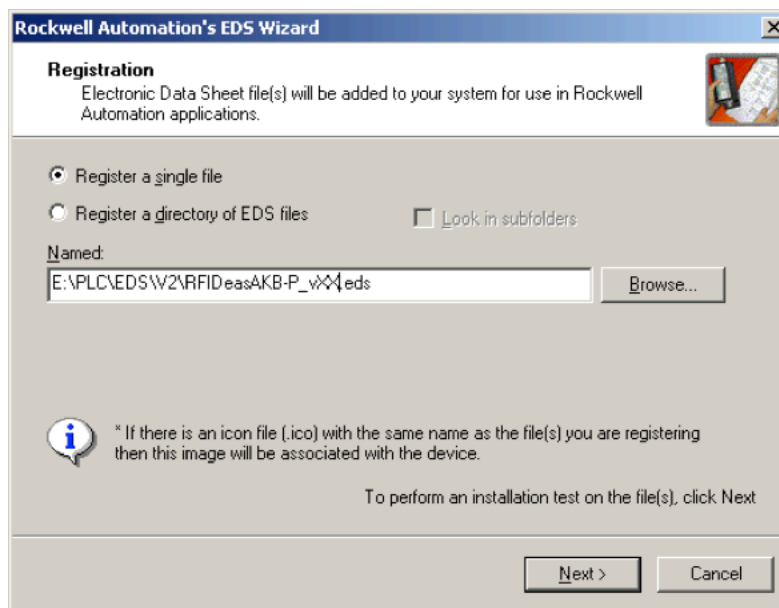 Rockwell Automation's EDS Wizard
Registration
Electronic Data Sheet file(s) will be added to your system for use in Rockwell
Automation applications.
Register a single file
Register a directory of EDS files
Look in subfolders
Named:
E:\PLC\EDS\V2\RFIDeasAKB-P_vXX.eds
Browse...
* If there is an icon file (.ico) with the same name as the file(s) you are registering
then this image will be associated with the device.
To perform an installation test on the file(s), click Next
Next >
Cancel